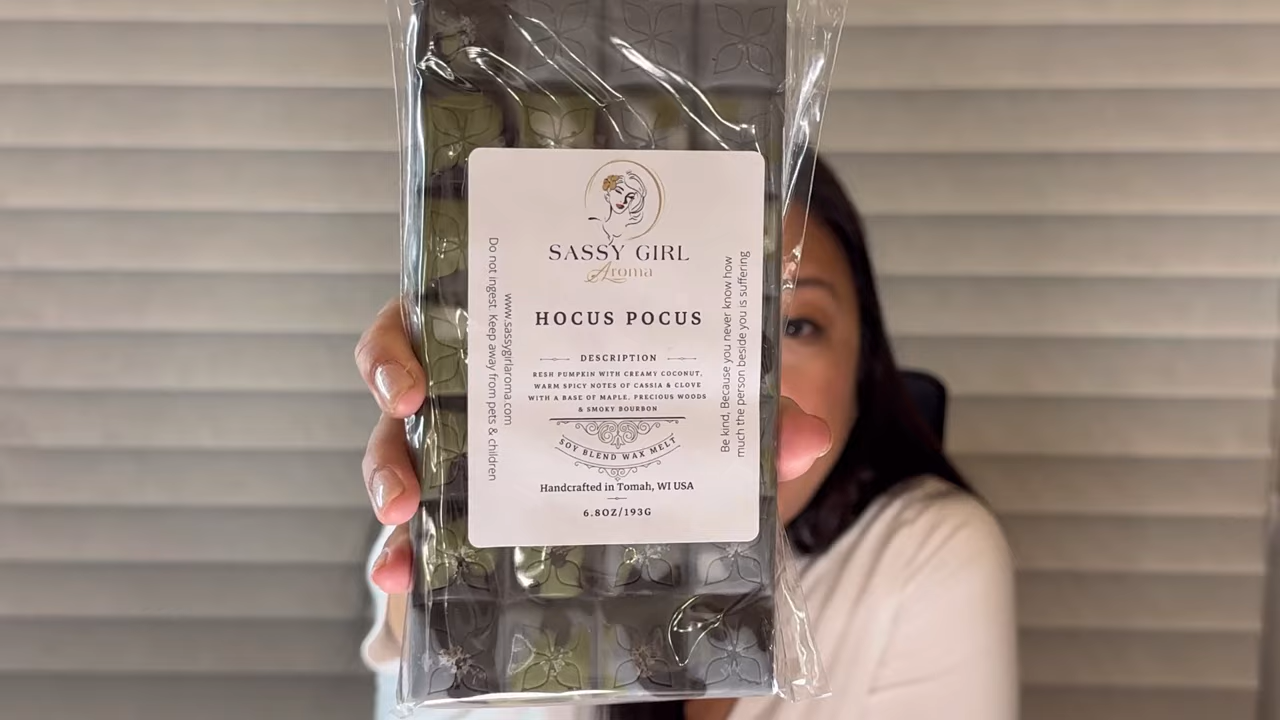 SASSY GIRL
Aroma
HOCUS POCUS
DESCRIPTION
RESH PUMPKIN WITH CREAMY COCONUT,
WARM SPICY NOTES OF CASSIA & CLOVE
WITH A BASE OF MAPLE, PRECIOUS WOODS
& SMOKY BOURBON
SOY BLEND WAX MELT
Handcrafted in Tomah, WI USA
6.8OZ/193G
Do not ingest. Keep away from pets & children
www.sassygirlaroma.com
Be kind, Because you never know how
much the person beside you is suffering